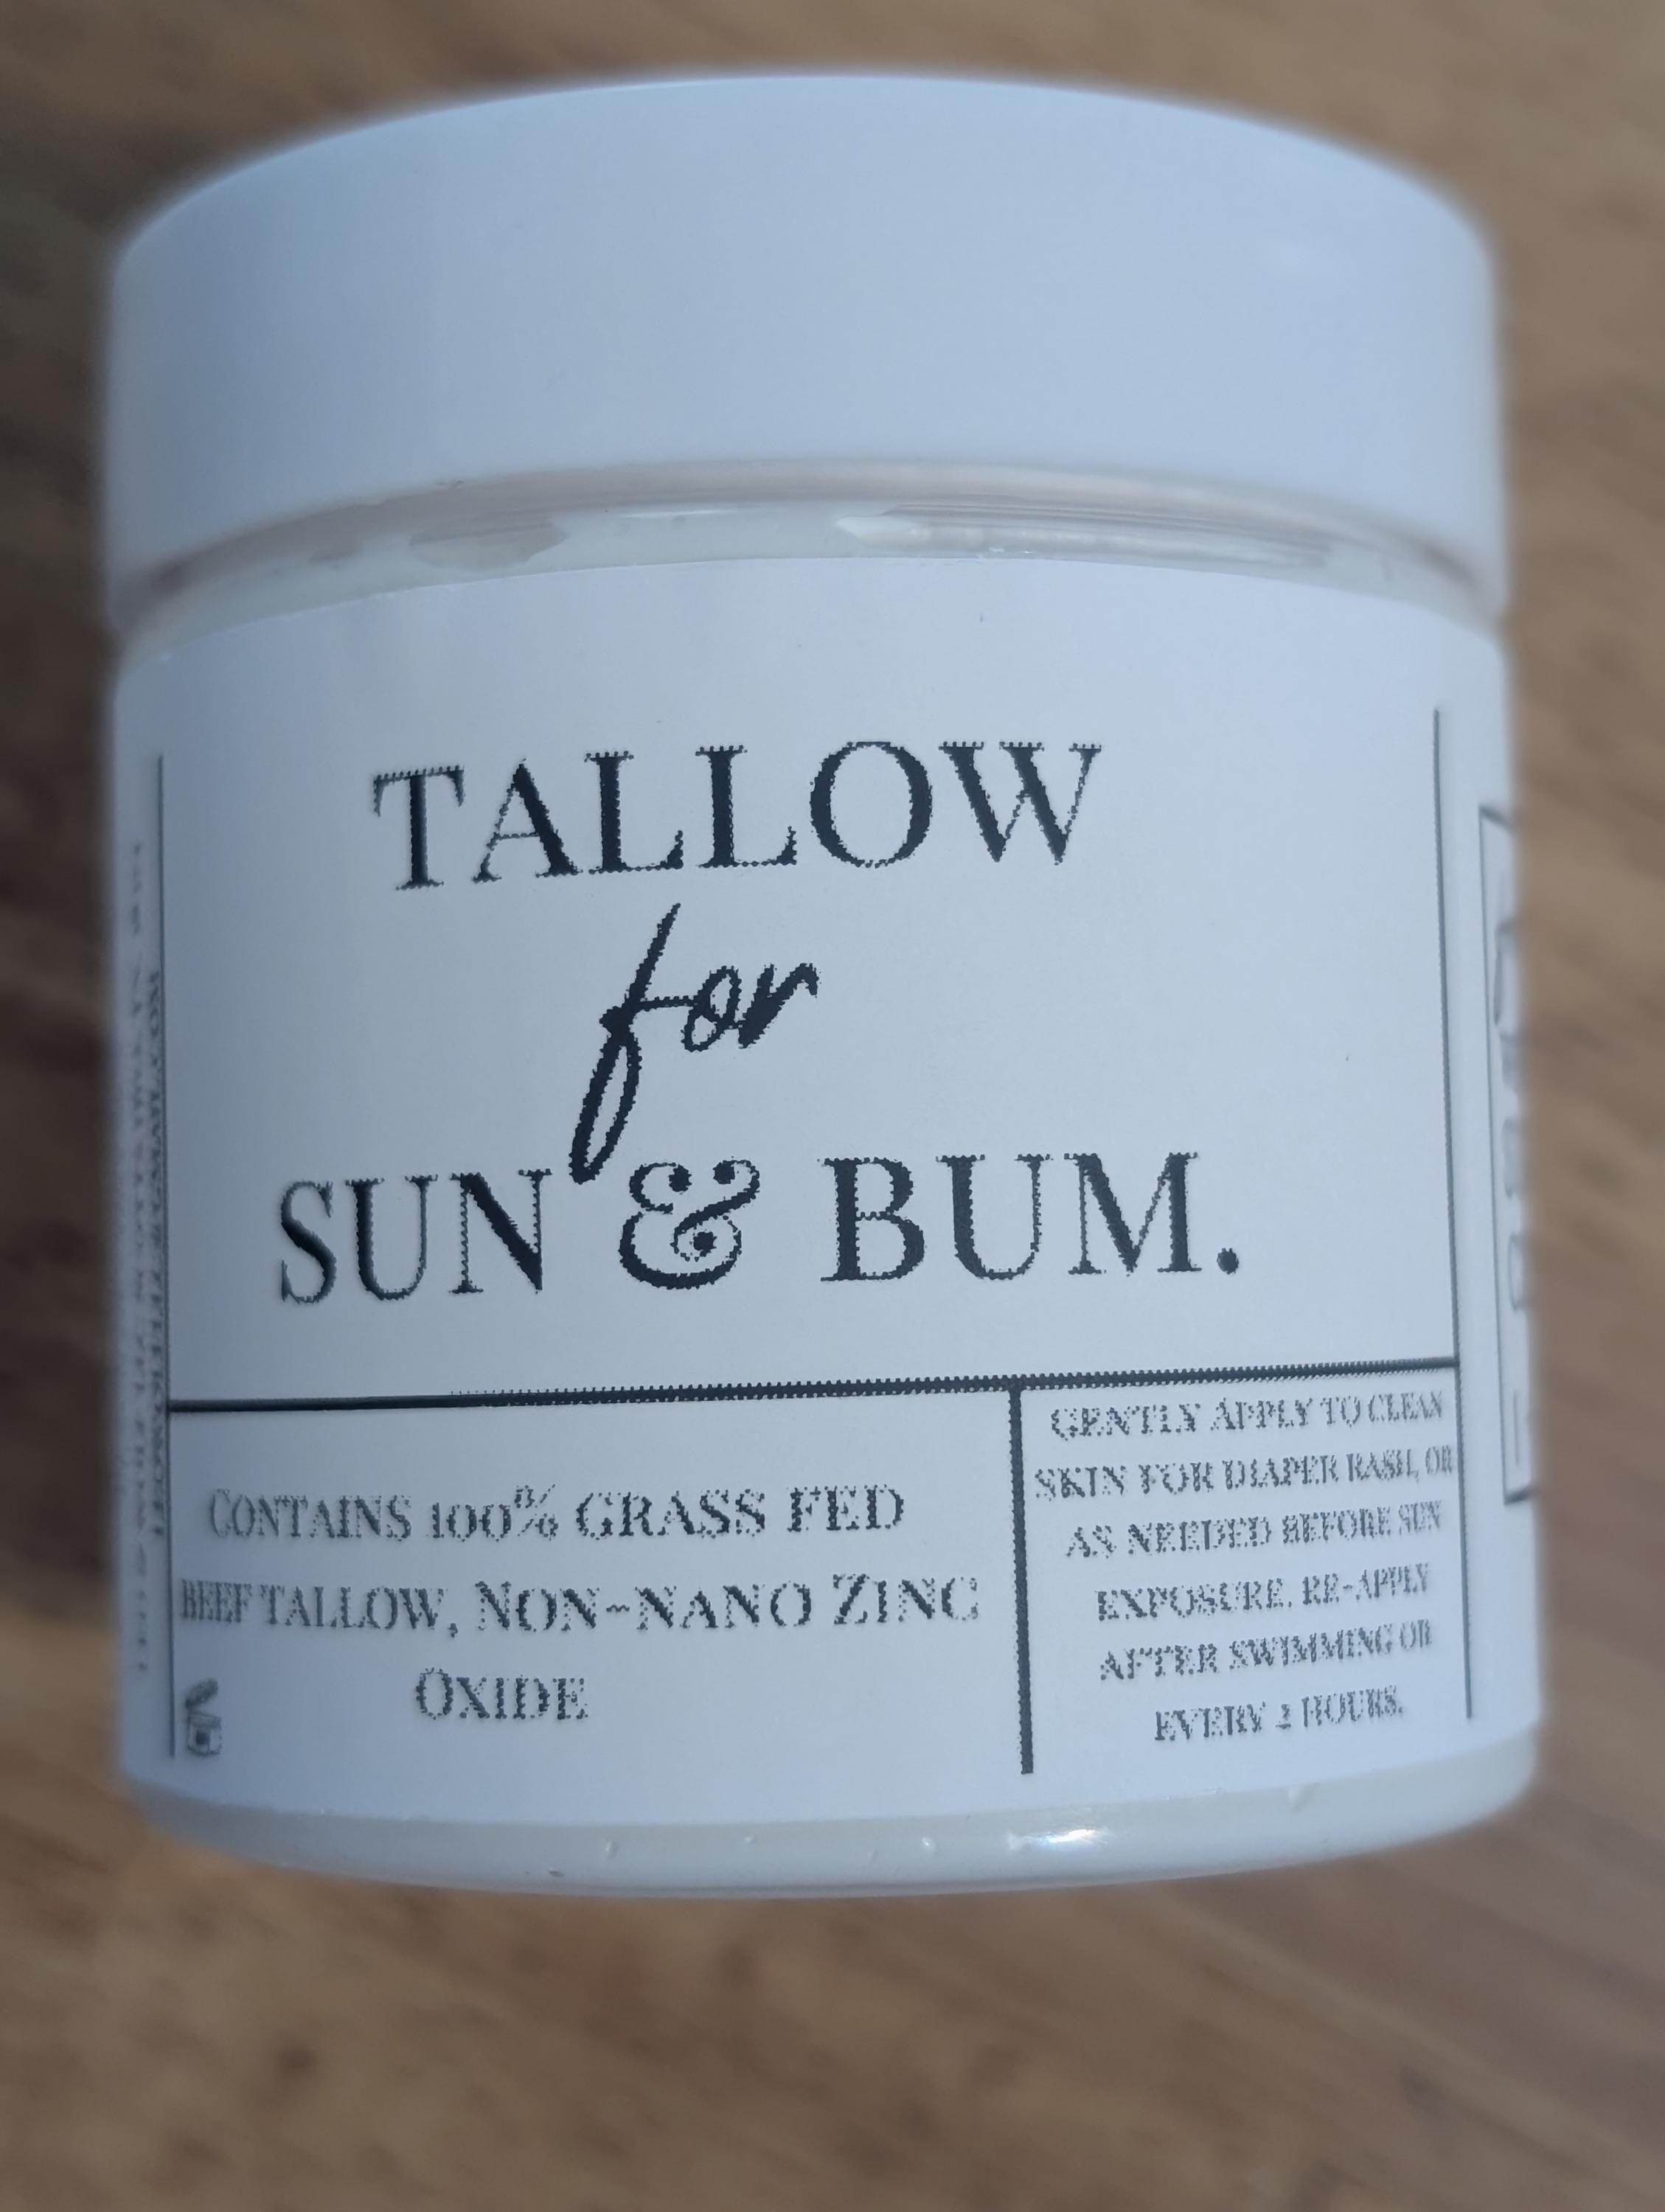 TALLOW
for
SUN & BUM.
CONTAINS 100% GRASS FED
BEEF TALLOW, NON-NANO ZINC
OXIDE
GENTLY APPLY TO CLEAN
SKIN FOR DIAPER RASH, OR
AS NEEDED BEFORE SUN
EXPOSURE. RE-APPLY
AFTER SWIMMING OR
EVERY 2 HOURS.